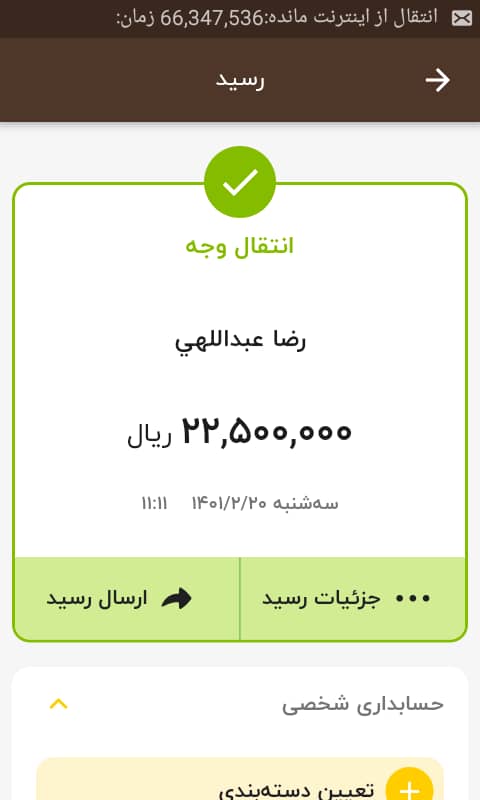 انتقال از اینترنت مانده:66,347,536 زمان:
رسید
انتقال وجه
رضا عبداللهي
۲۲,۵۰۰,۰۰۰ ریال
سه‌شنبه ۱۴۰۱/۲/۲۰ ۱۱:۱۱
جزئیات رسید
ارسال رسید
حسابداری شخصی
تعیین دسته‌بندی